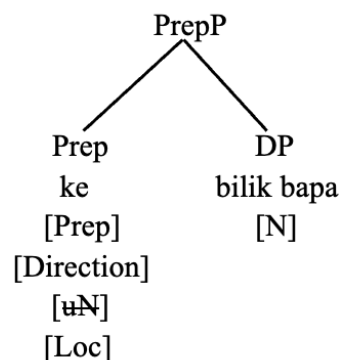 PrepP
Prep DP
ke bilik bapa
[Prep] [N]
[Direction]
[uN]
[Loc]